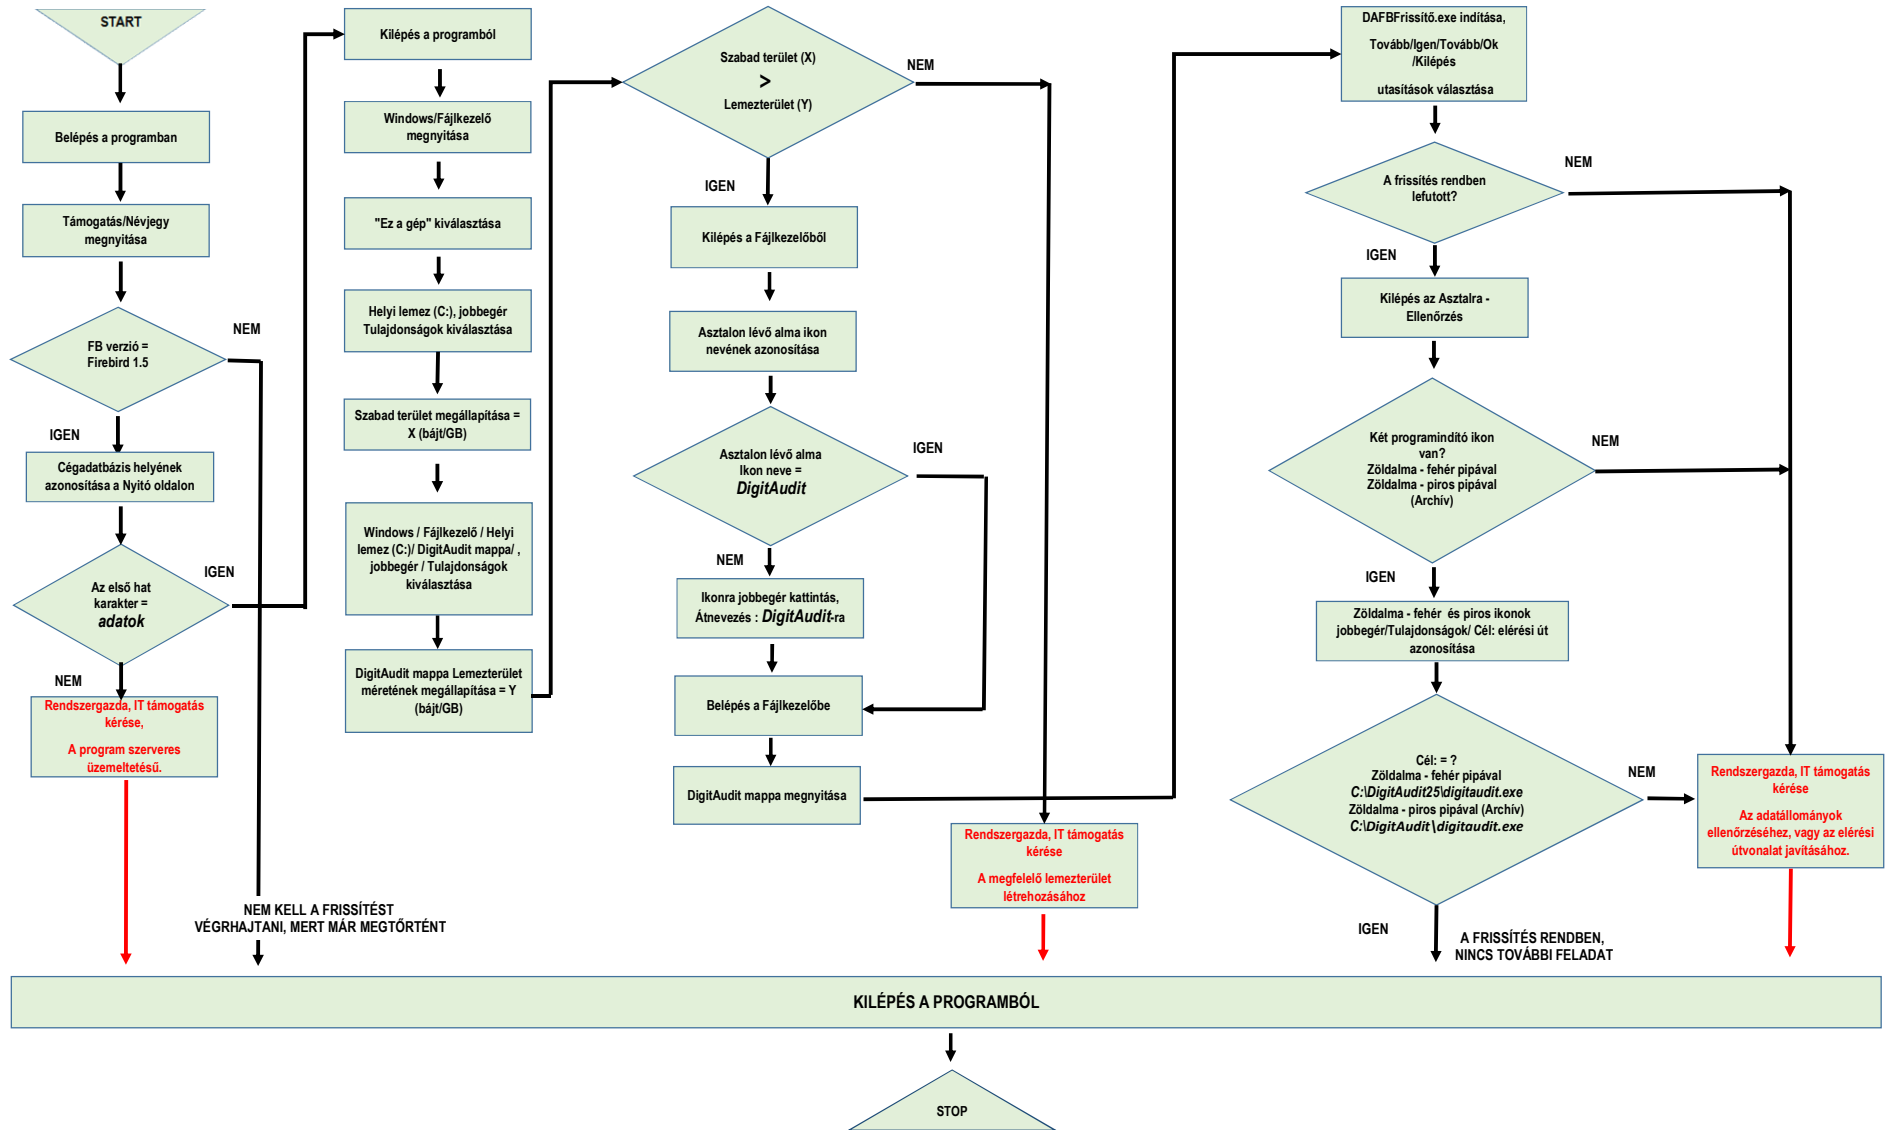 START
Belépés a programban
Támogatás/Névjegy
megnyitása
FB verzió =
Firebird 1.5
NEM
IGEN
Cégadatbázis helyének
azonosítása a Nyitó oldalon
Az első hat
karakter =
adatok
IGEN
NEM
Rendszergazda, IT támogatás
kérése,
A program szerveres
üzemeltetésű.
NEM KELL A FRISSÍTÉST
VÉGRHAJTANI, MERT MÁR MEGTŐRTÉNT
Kilépés a programból
Windows/Fájlkezelő
megnyitása
"Ez a gép" kiválasztása
Helyi lemez (C:), jobbegér
Tulajdonságok kiválasztása
Szabad terület megállapítása =
X (bájt/GB)
Windows / Fájlkezelő / Helyi
lemez (C:)/ DigitAudit mappa/ ,
jobbegér / Tulajdonságok
kiválasztása
DigitAudit mappa Lemezterület
méretének megállapítása = Y
(bájt/GB)
Szabad terület (X)
>
Lemezterület (Y)
NEM
IGEN
Kilépés a Fájlkezelőből
Asztalon lévő alma ikon
nevének azonosítása
Asztalon lévő alma
Ikon neve =
DigitAudit
IGEN
NEM
Ikonra jobbegér kattintás,
Átnevezés : DigitAudit-ra
Belépés a Fájlkezelőbe
DigitAudit mappa megnyitása
Rendszergazda, IT támogatás
kérése
A megfelelő lemezterület
létrehozásához
DAFBFrissítő.exe indítása,
Tovább/Igen/Tovább/Ok
/Kilépés
utasítások választása
A frissítés rendben
lefutott?
NEM
IGEN
Kilépés az Asztalra -
Ellenőrzés
Két programindító ikon
van?
Zöldalma - fehér pipával
Zöldalma - piros pipával
(Archív)
NEM
IGEN
Zöldalma - fehér és piros ikonok
jobbegér/Tulajdonságok/ Cél: elérési út
azonosítása
Cél: = ?
Zöldalma - fehér pipával
C:\DigitAudit25\digitaudit.exe
Zöldalma - piros pipával (Archív)
C:\DigitAudit\digitaudit.exe
NEM
IGEN
A FRISSÍTÉS RENDBEN,
NINCS TOVÁBBI FELADAT
Rendszergazda, IT támogatás
kérése
Az adatállományok
ellenőrzéséhez, vagy az elérési
útvonalat javításához.
KILÉPÉS A PROGRAMBÓL
STOP